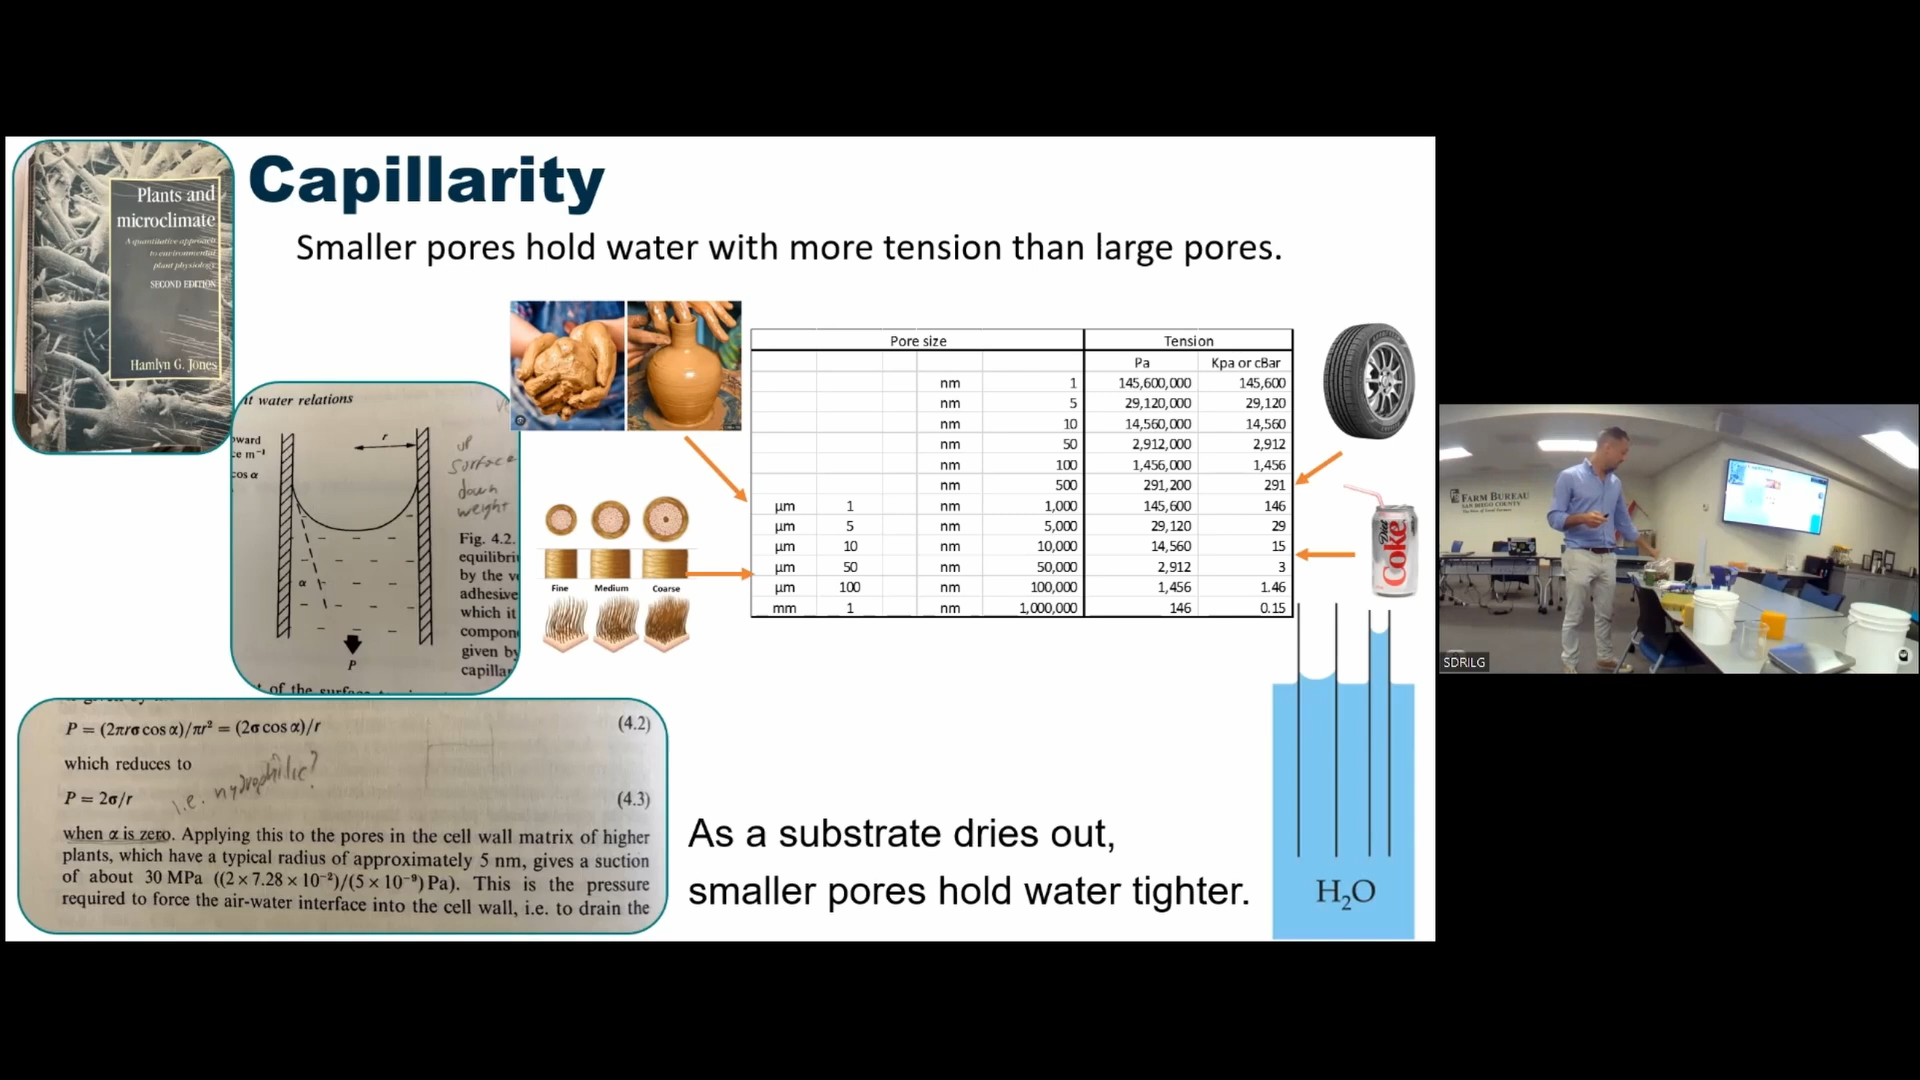 Plants and
microclimate
A quantitative approach
to environmental
plant physiology
SECOND EDITION
Hamlyn G. Jones
Capillarity
Smaller pores hold water with more tension than large pores.
water relations
r
α
P
cos α
up
surface
down
weight
Fig. 4.2.
by the
adhesive
which it
given by
Fine Medium Coarse
Pore size Tension
Pa Kpa or cBar
nm 1 145,600,000 145,600
nm 5 29,120,000 29,120
nm 10 14,560,000 14,560
nm 50 2,912,000 2,912
nm 100 1,456,000 1,456
nm 500 291,200 291
µm 1 nm 1,000 145,600 146
µm 5 nm 5,000 29,120 29
µm 10 nm 10,000 14,560 15
µm 50 nm 50,000 2,912 3
µm 100 nm 100,000 1,456 1.46
mm 1 nm 1,000,000 146 0.15
Diet
Coke
P = (2πrσ cos α)/πr² = (2σ cos α)/r (4.2)
which reduces to
i.e. hydrophilic?
P = 2σ/r (4.3)
when α is zero. Applying this to the pores in the cell wall matrix of higher
plants, which have a typical radius of approximately 5 nm, gives a suction
of about 30 MPa ((2 × 7.28 × 10⁻²)/(5 × 10⁻⁹) Pa). This is the pressure
required to force the air-water interface into the cell wall, i.e. to drain the
As a substrate dries out,
smaller pores hold water tighter.
H₂O
FARM BUREAU
SAN DIEGO COUNTY
SDRILG